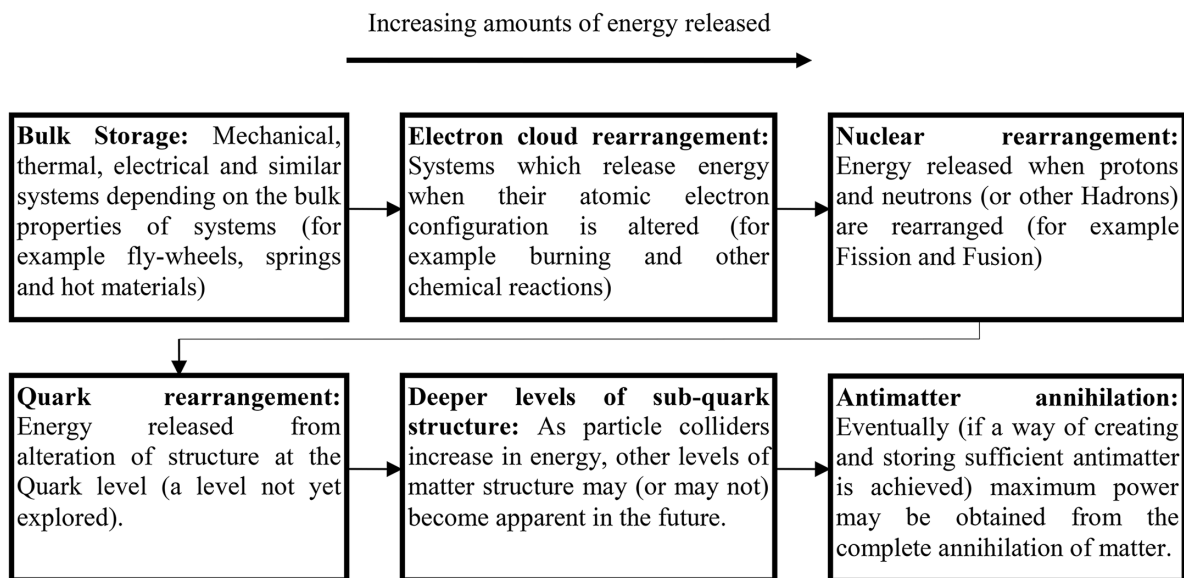 Increasing amounts of energy released
Bulk Storage: Mechanical,
thermal, electrical and similar
systems depending on the bulk
properties of systems (for
example fly-wheels, springs
and hot materials)
Electron cloud rearrangement:
Systems which release energy
when their atomic electron
configuration is altered (for
example burning and other
chemical reactions)
Nuclear rearrangement:
Energy released when protons
and neutrons (or other Hadrons)
are rearranged (for example
Fission and Fusion)
Quark rearrangement:
Energy released from
alteration of structure at the
Quark level (a level not yet
explored).
Deeper levels of sub-quark
structure: As particle colliders
increase in energy, other levels of
matter structure may (or may not)
become apparent in the future.
Antimatter annihilation:
Eventually (if a way of creating
and storing sufficient antimatter
is achieved) maximum power
may be obtained from the
complete annihilation of matter.